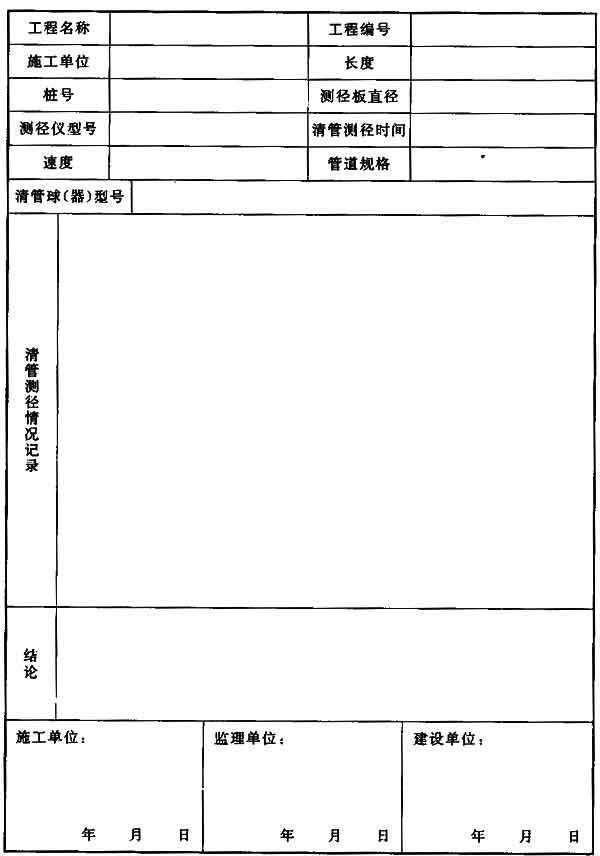 工程名称 工程编号
施工单位 长度
桩号 测径板直径
测径仪型号 清管测径时间
速度 管道规格
清管球(器)型号
清管测径情况记录
结论
施工单位: 监理单位: 建设单位:
年 月 日 年 月 日 年 月 日